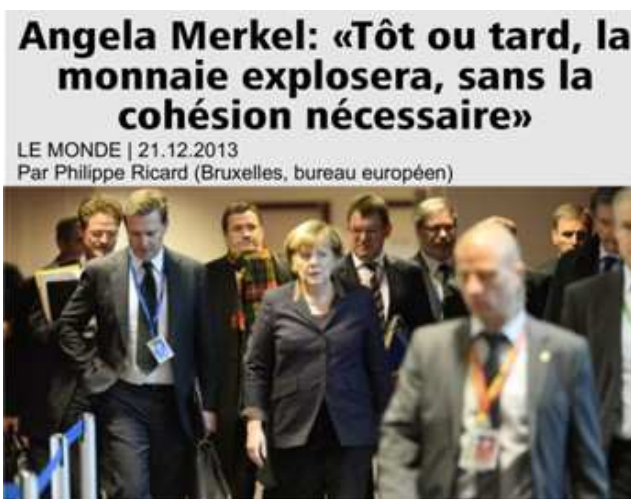 Angela Merkel: «Tôt ou tard, la
monnaie explosera, sans la
cohésion nécessaire»
LE MONDE | 21.12.2013
Par Philippe Ricard (Bruxelles, bureau européen)